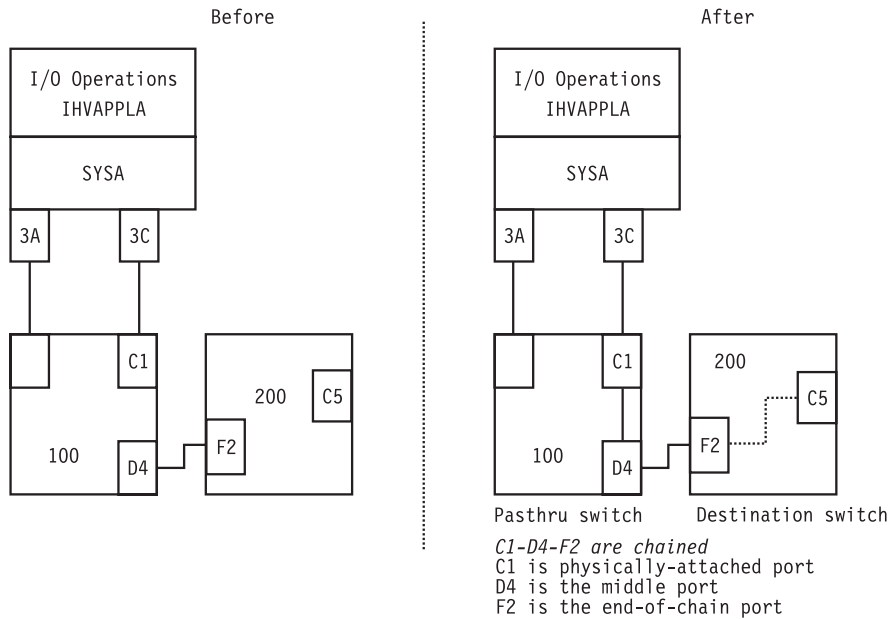 Before
I/O Operations
IHVAPPLA
SYSA
3A
3C
C1
100
D4
200
C5
F2
After
I/O Operations
IHVAPPLA
SYSA
3A
3C
C1
100
D4
200
C5
F2
Pasthru switch
Destination switch
C1-D4-F2 are chained
C1 is physically-attached port
D4 is the middle port
F2 is the end-of-chain port